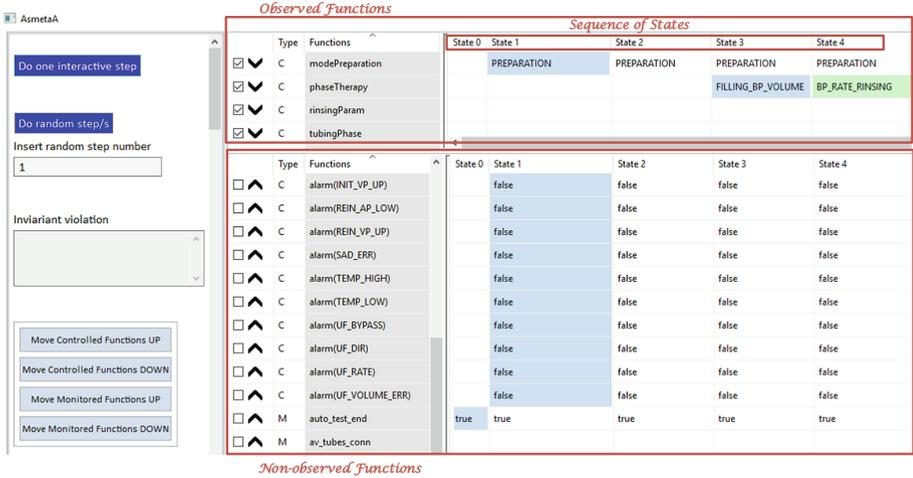 Observed Functions
AsmetaA
Sequence of States
Type Functions State 0 State 1 State 2 State 3 State 4
Do one interactive step
C modePreparation PREPARATION PREPARATION PREPARATION PREPARATION
C phaseTherapy FILLING_BP_VOLUME BP_RATE_RINSING
C rinsingParam
Do random step/s
C tubingPhase
Insert random step number
1
Type Functions State 0 State 1 State 2 State 3 State 4
C alarm(INIT_VP_UP) false false false false
C alarm(REIN_AP_LOW) false false false false
Inviariant violation
C alarm(REIN_VP_UP) false false false false
C alarm(SAD_ERR) false false false false
C alarm(TEMP_HIGH) false false false false
C alarm(TEMP_LOW) false false false false
C alarm(UF_BYPASS) false false false false
Move Controlled Functions UP
C alarm(UF_DIR) false false false false
Move Controlled Functions DOWN
C alarm(UF_RATE) false false false false
Move Monitored Functions UP
C alarm(UF_VOLUME_ERR) false false false false
M auto_test_end true true true true true
Move Monitored Functions DOWN
M av_tubes_conn
Non-observed Functions